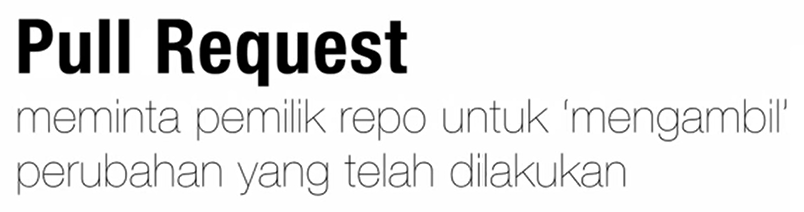 Pull Request
meminta pemilik repo untuk ‘mengambil’
perubahan yang telah dilakukan